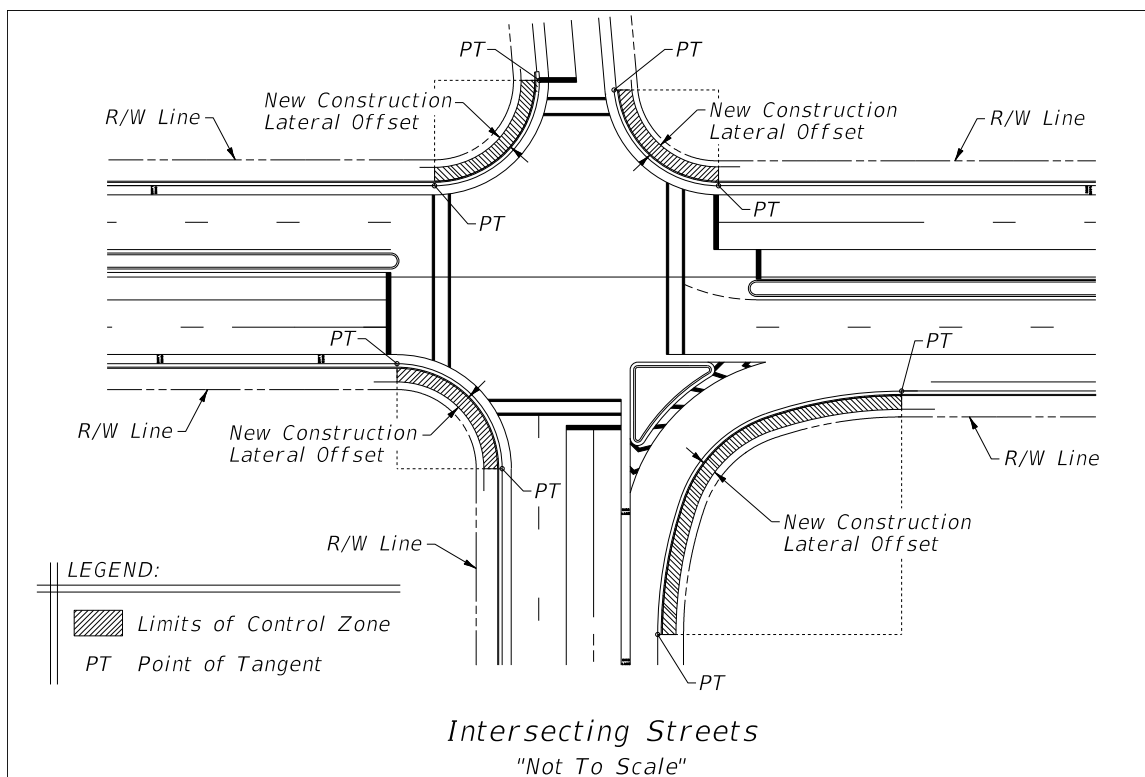 PT
PT
New Construction
Lateral Offset
New Construction
Lateral Offset
R/W Line
R/W Line
PT
PT
PT
PT
R/W Line
New Construction
Lateral Offset
R/W Line
PT
New Construction
Lateral Offset
R/W Line
PT
LEGEND:
Limits of Control Zone
PT Point of Tangent
Intersecting Streets
"Not To Scale"